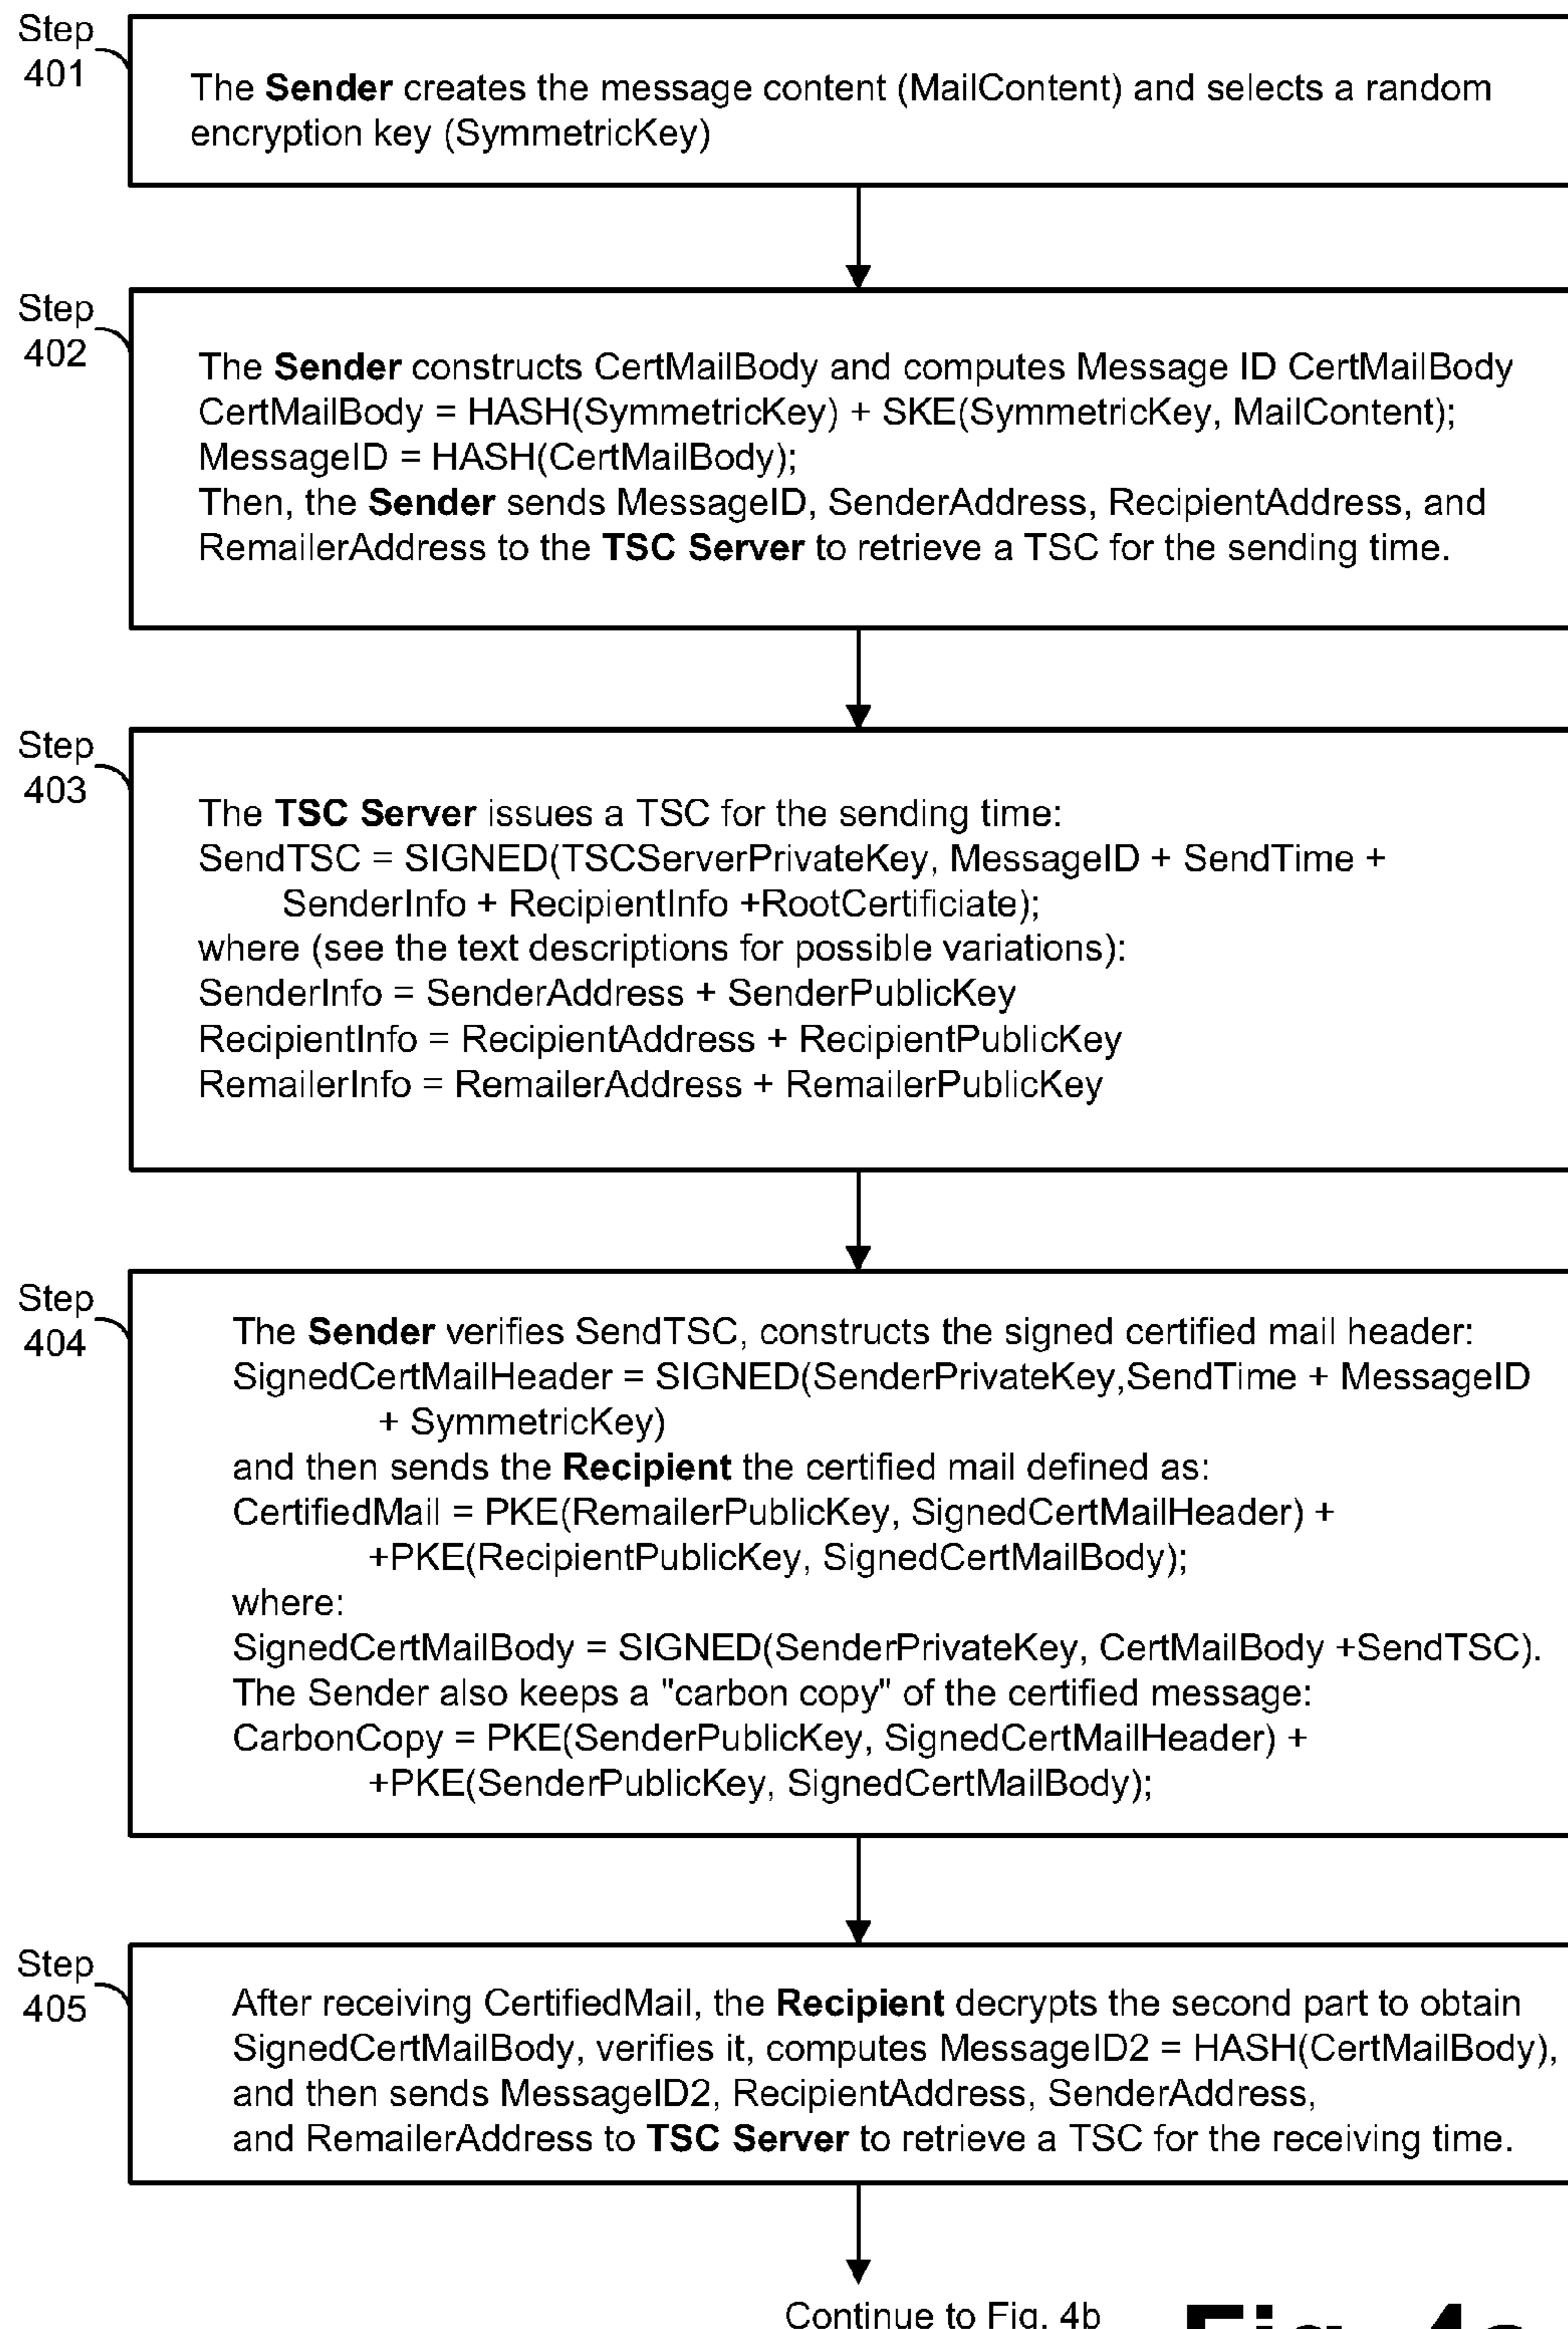 Step
401
The Sender creates the message content (MailContent) and selects a random
encryption key (SymmetricKey)
Step
402
The Sender constructs CertMailBody and computes Message ID CertMailBody
CertMailBody = HASH(SymmetricKey) + SKE(SymmetricKey, MailContent);
MessageID = HASH(CertMailBody);
Then, the Sender sends MessageID, SenderAddress, RecipientAddress, and
RemailerAddress to the TSC Server to retrieve a TSC for the sending time.
Step
403
The TSC Server issues a TSC for the sending time:
SendTSC = SIGNED(TSCServerPrivateKey, MessageID + SendTime +
SenderInfo + RecipientInfo +RootCertificiate);
where (see the text descriptions for possible variations):
SenderInfo = SenderAddress + SenderPublicKey
RecipientInfo = RecipientAddress + RecipientPublicKey
RemailerInfo = RemailerAddress + RemailerPublicKey
Step
404
The Sender verifies SendTSC, constructs the signed certified mail header:
SignedCertMailHeader = SIGNED(SenderPrivateKey,SendTime + MessageID
+ SymmetricKey)
and then sends the Recipient the certified mail defined as:
CertifiedMail = PKE(RemailerPublicKey, SignedCertMailHeader) +
+PKE(RecipientPublicKey, SignedCertMailBody);
where:
SignedCertMailBody = SIGNED(SenderPrivateKey, CertMailBody +SendTSC).
The Sender also keeps a "carbon copy" of the certified message:
CarbonCopy = PKE(SenderPublicKey, SignedCertMailHeader) +
+PKE(SenderPublicKey, SignedCertMailBody);
Step
405
After receiving CertifiedMail, the Recipient decrypts the second part to obtain
SignedCertMailBody, verifies it, computes MessageID2 = HASH(CertMailBody),
and then sends MessageID2, RecipientAddress, SenderAddress,
and RemailerAddress to TSC Server to retrieve a TSC for the receiving time.
Continue to Fig. 4b